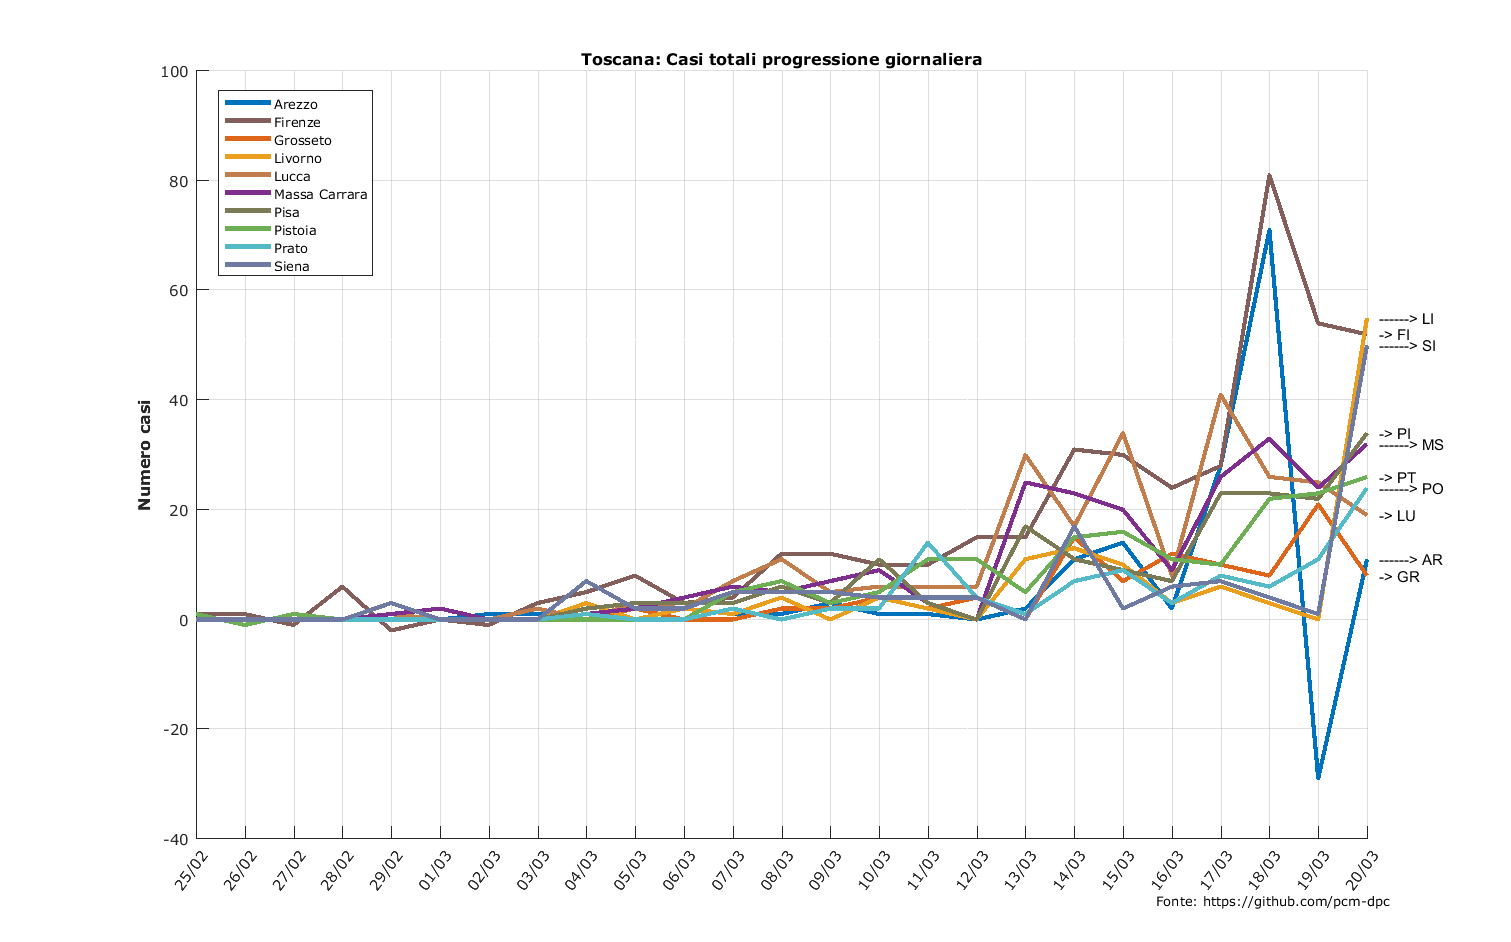 Toscana: Casi totali progressione giornaliera
100
80
60
40
20
0
-20
-40
Numero casi
Arezzo
Firenze
Grosseto
Livorno
Lucca
Massa Carrara
Pisa
Pistoia
Prato
Siena
------> LI
-> FI
------> SI
-> PI
------> MS
-> PT
------> PO
-> LU
------> AR
-> GR
25/02
26/02
27/02
28/02
29/02
01/03
02/03
03/03
04/03
05/03
06/03
07/03
08/03
09/03
10/03
11/03
12/03
13/03
14/03
15/03
16/03
17/03
18/03
19/03
20/03
Fonte: https://github.com/pcm-dpc